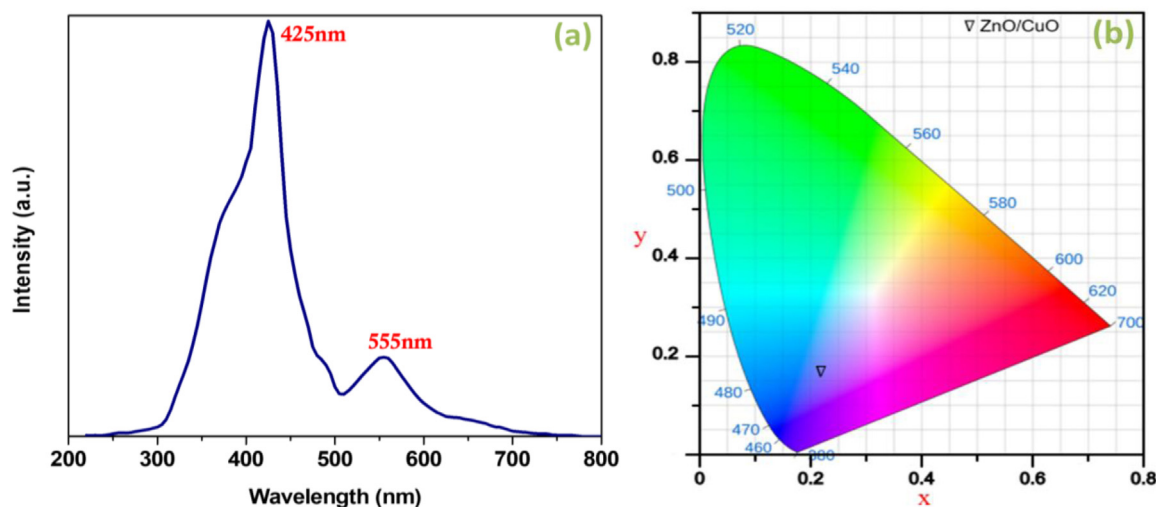 (a)
425nm
555nm
Intensity (a.u.)
200 300 400 500 600 700 800
Wavelength (nm)
(b)
∇ ZnO/CuO
520
540
560
500
580
600
620
490
700
480
470
460
380
0.8
0.6
0.4
0.2
y
0 0.2 0.4 0.6 0.8
x